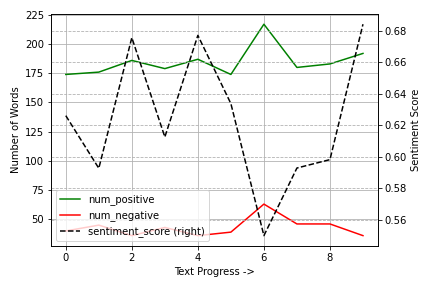 225
200
175
150
125
100
75
50
Number of Words
0.68
0.66
0.64
0.62
0.60
0.58
0.56
Sentiment Score
num_positive
num_negative
sentiment_score (right)
0 2 4 6 8
Text Progress ->